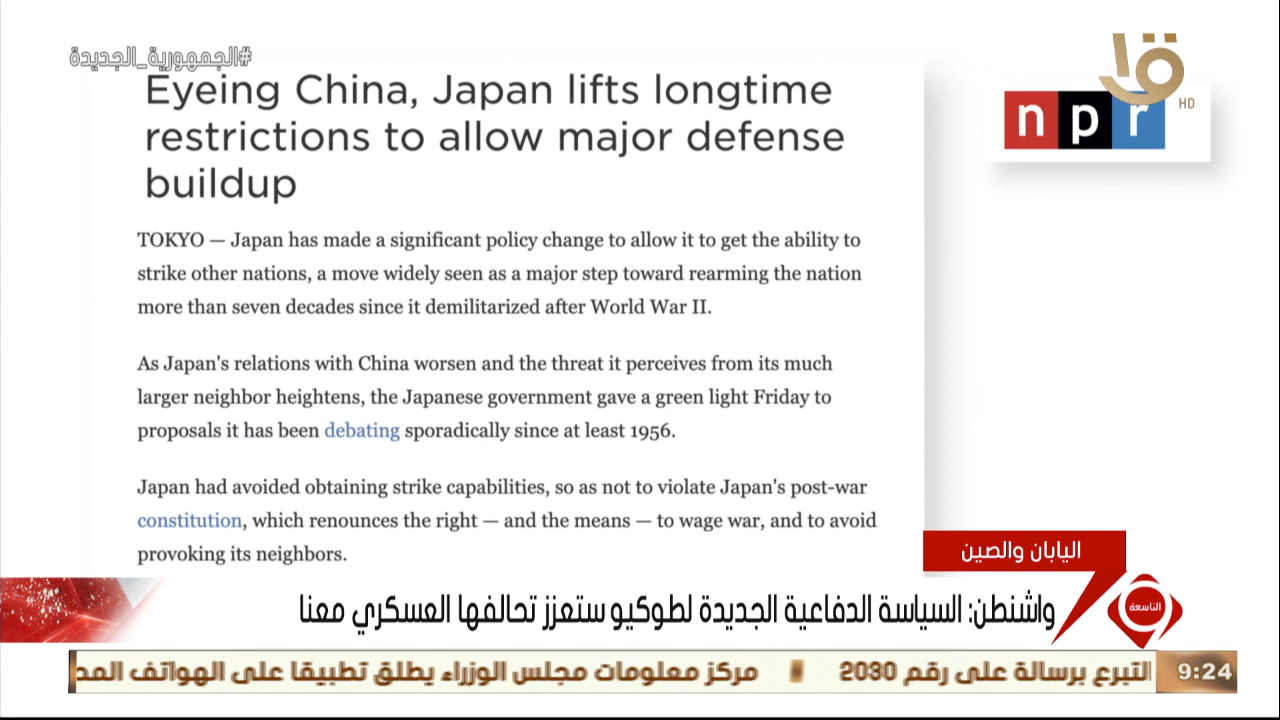 #الجمهورية_الجديدة
npr
HD
Eyeing China, Japan lifts longtime
restrictions to allow major defense
buildup
TOKYO — Japan has made a significant policy change to allow it to get the ability to
strike other nations, a move widely seen as a major step toward rearming the nation
more than seven decades since it demilitarized after World War II.
As Japan's relations with China worsen and the threat it perceives from its much
larger neighbor heightens, the Japanese government gave a green light Friday to
proposals it has been debating sporadically since at least 1956.
Japan had avoided obtaining strike capabilities, so as not to violate Japan's post-war
constitution, which renounces the right — and the means — to wage war, and to avoid
provoking its neighbors.
اليابان والصين
واشنطن: السياسة الدفاعية الجديدة لطوكيو ستعزز تحالفها العسكري معنا
التاسعة
التبرع برسالة على رقم 2030 مركز معلومات مجلس الوزراء يطلق تطبيقا على الهواتف
9:24